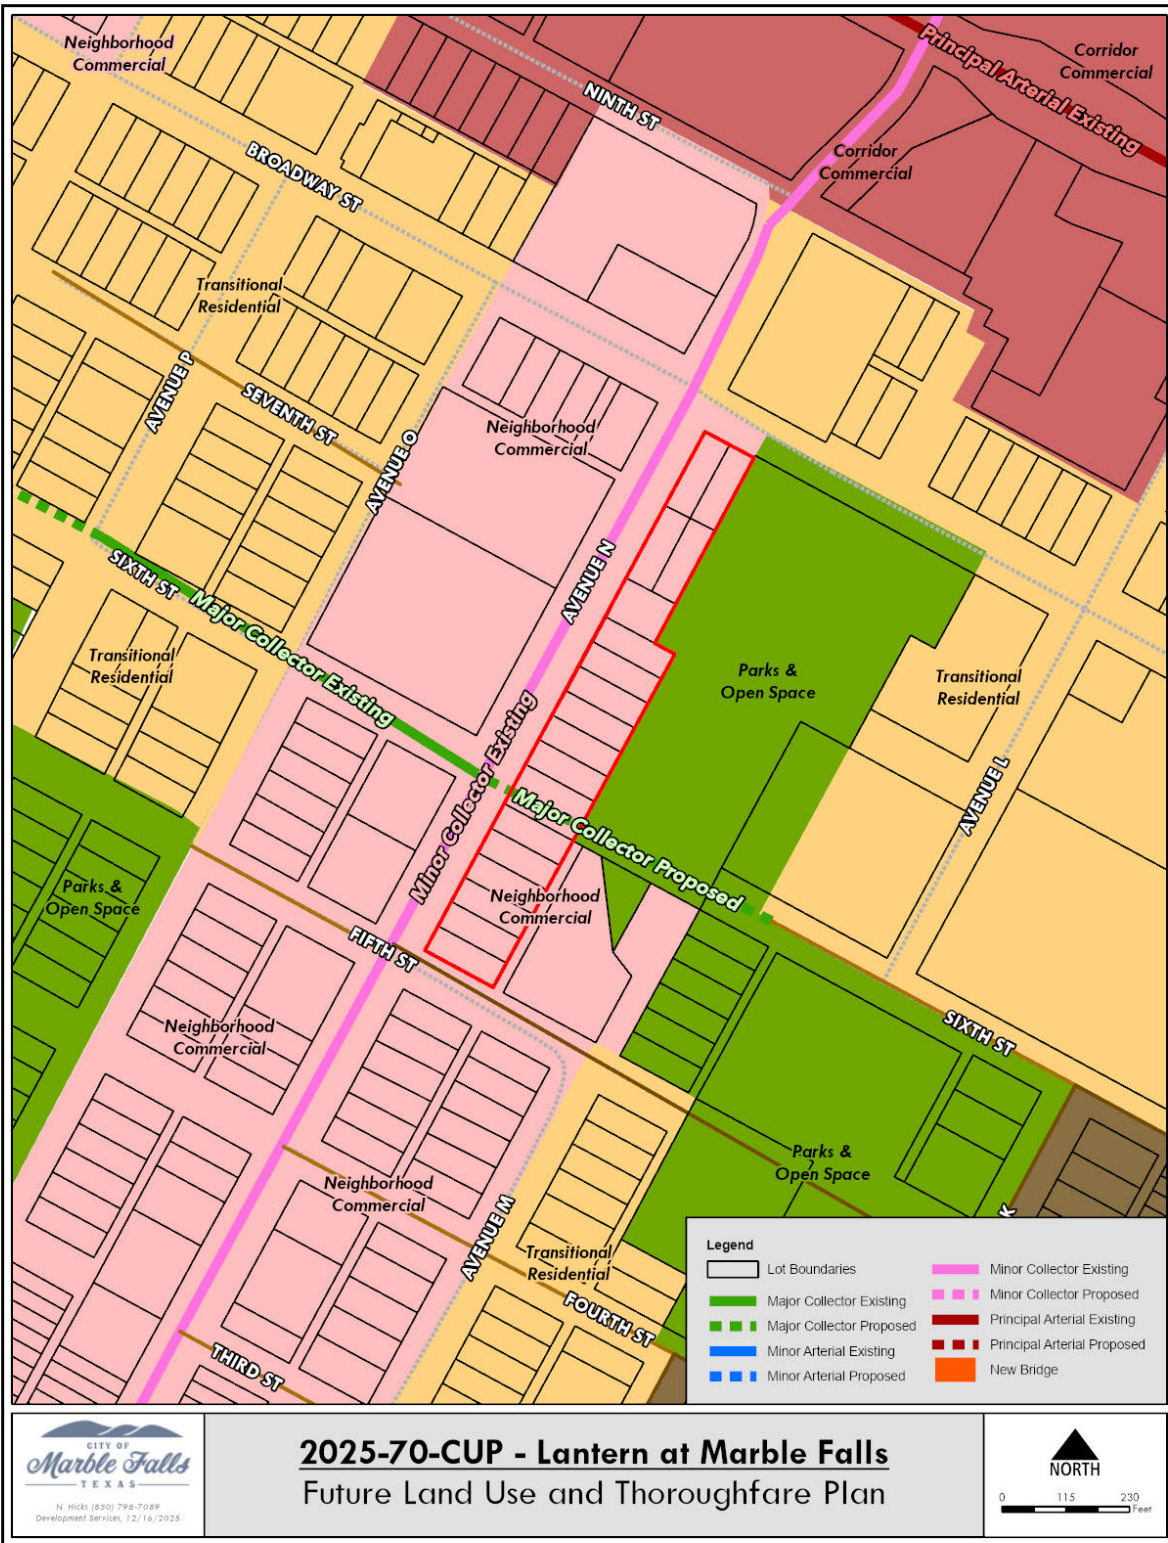 Neighborhood
Commercial
NINTH ST
Principal Arterial Existing
Corridor
Commercial
Corridor
Commercial
BROADWAY ST
Transitional
Residential
AVENUE P
SEVENTH ST
AVENUE O
Neighborhood
Commercial
AVENUE N
SIXTH ST
Major Collector Existing
Transitional
Residential
Parks &
Open Space
Transitional
Residential
AVENUE L
Minor Collector Existing
Major Collector Proposed
Parks &
Open Space
Neighborhood
Commercial
FIFTH ST
Neighborhood
Commercial
SIXTH ST
Parks &
Open Space
Neighborhood
Commercial
AVENUE M
K
Transitional
Residential
FOURTH ST
THIRD ST
Legend
Lot Boundaries
Major Collector Existing
Major Collector Proposed
Minor Arterial Existing
Minor Arterial Proposed
Minor Collector Existing
Minor Collector Proposed
Principal Arterial Existing
Principal Arterial Proposed
New Bridge
CITY OF
Marble Falls
TEXAS
N. Hicks (830) 798-7089
Development Services, 12/16/2025
2025-70-CUP - Lantern at Marble Falls
Future Land Use and Thoroughfare Plan
NORTH
0 115 230
Feet